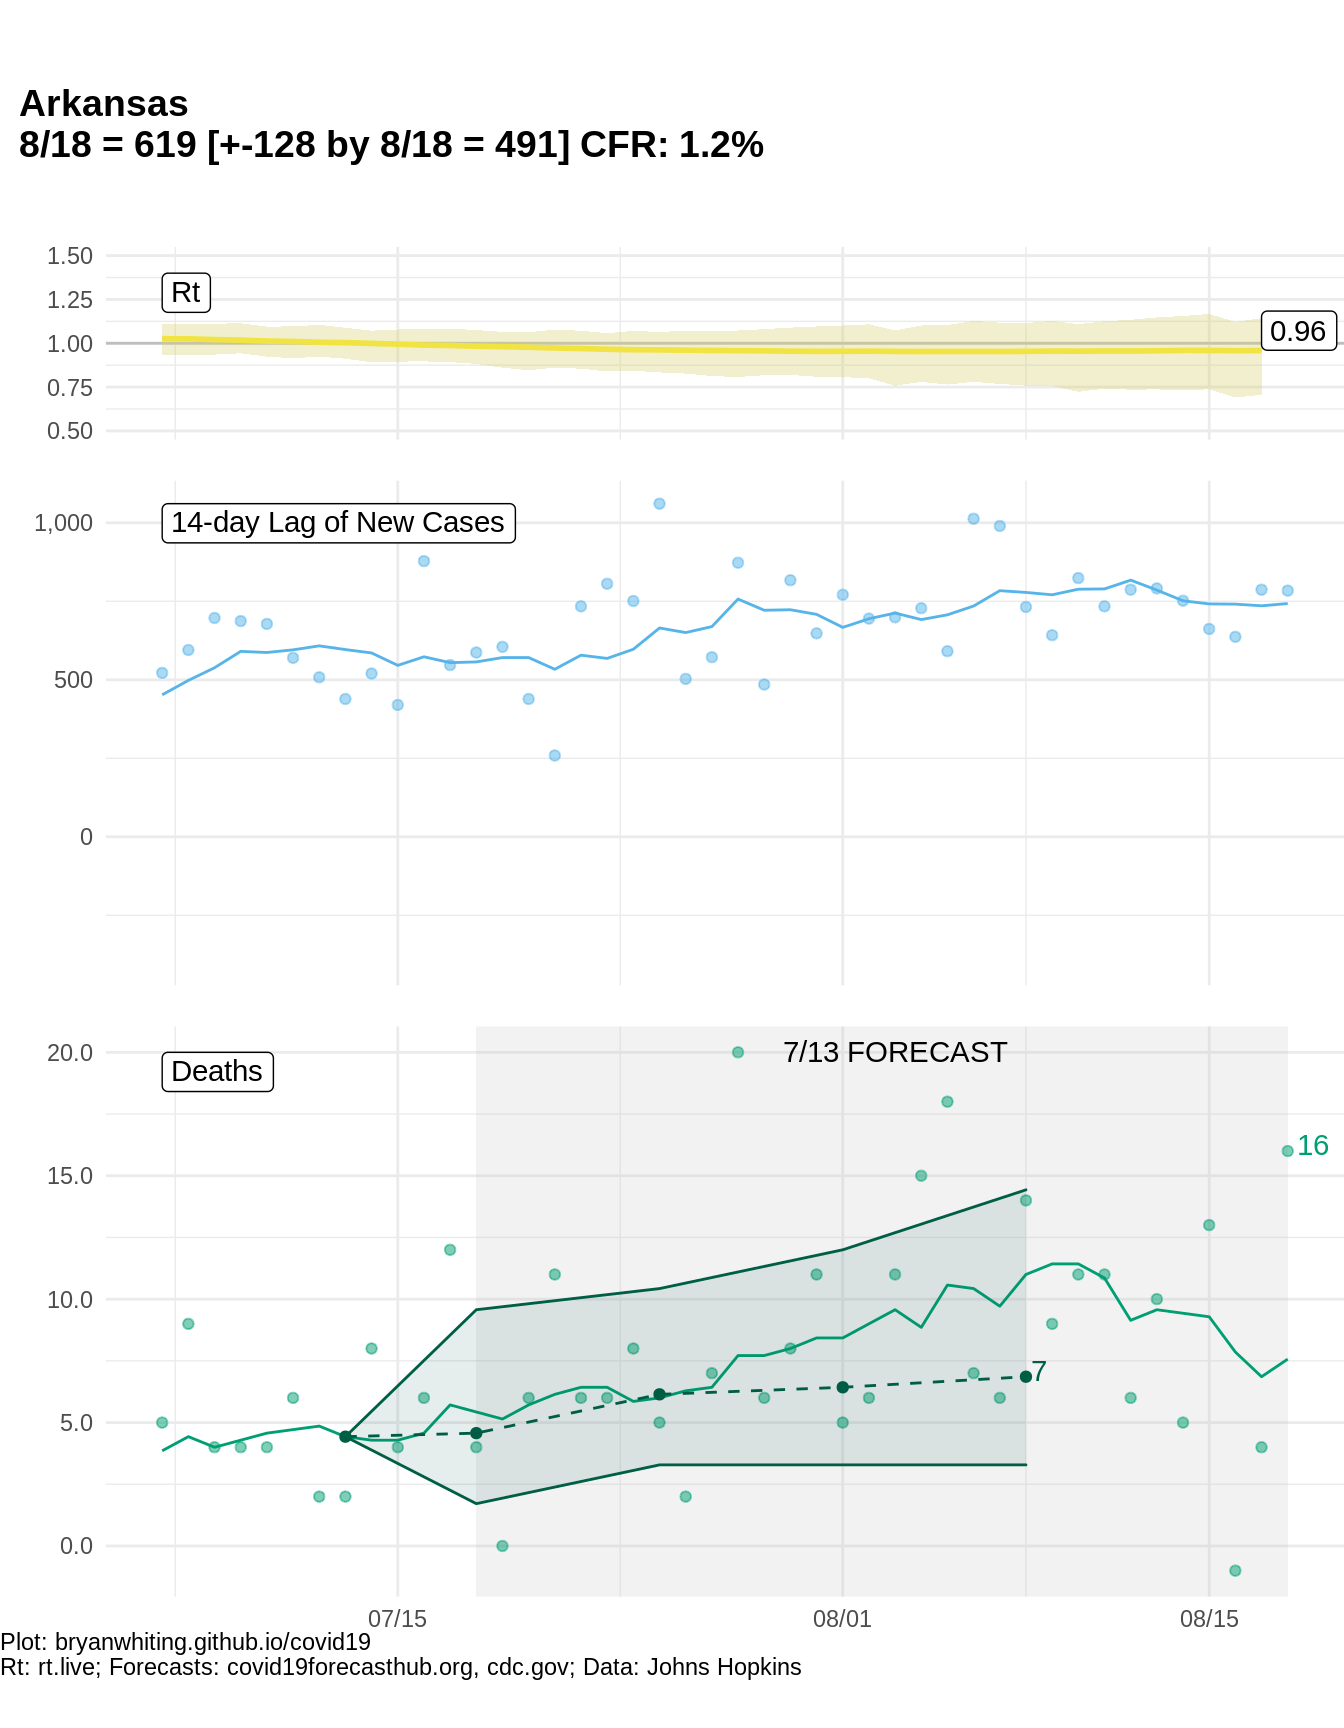 Arkansas
8/18 = 619 [+-128 by 8/18 = 491] CFR: 1.2%
1.50
1.25
1.00
0.75
0.50
Rt
0.96
1,000
500
0
14-day Lag of New Cases
20.0
15.0
10.0
5.0
0.0
Deaths
7/13 FORECAST
16
7
07/15
08/01
08/15
Plot: bryanwhiting.github.io/covid19
Rt: rt.live; Forecasts: covid19forecasthub.org, cdc.gov; Data: Johns Hopkins